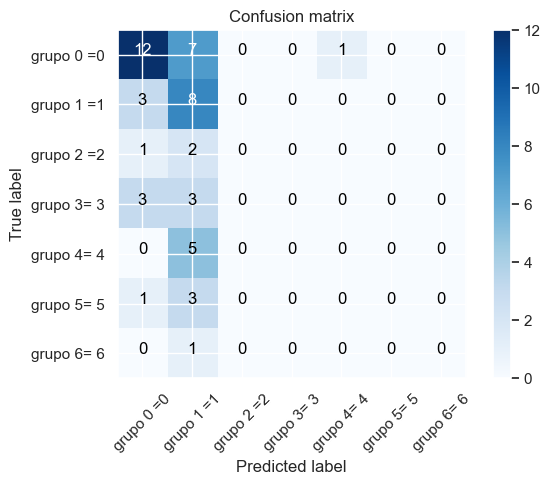 Confusion matrix
grupo 0 =0 12 7 0 0 1 0 0
grupo 1 =1 3 8 0 0 0 0 0
grupo 2 =2 1 2 0 0 0 0 0
grupo 3= 3 3 3 0 0 0 0 0
grupo 4= 4 0 5 0 0 0 0 0
grupo 5= 5 1 3 0 0 0 0 0
grupo 6= 6 0 1 0 0 0 0 0
True label
grupo 0 =0
grupo 1 =1
grupo 2 =2
grupo 3= 3
grupo 4= 4
grupo 5= 5
grupo 6= 6
Predicted label
12
10
8
6
4
2
0